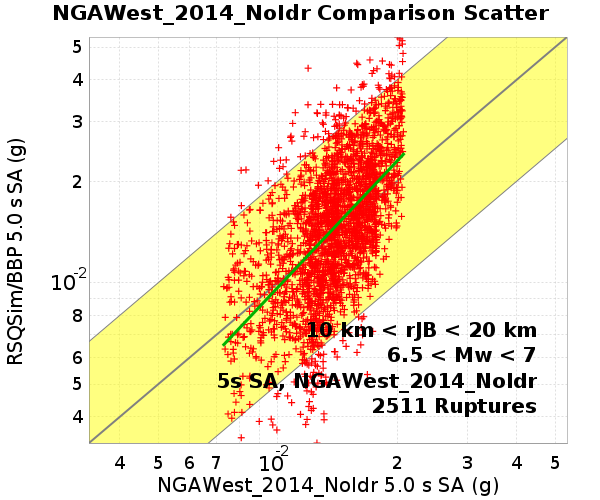 NGAWest_2014_NoIdr Comparison Scatter
5
4
3
2
10-2
8
6
5
4
RSQSim/BBP 5.0 s SA (g)
10 km < rJB < 20 km
6.5 < Mw < 7
5s SA, NGAWest_2014_NoIdr
2511 Ruptures
4 5 6 7 10-2 2 3 4 5
NGAWest_2014_NoIdr 5.0 s SA (g)